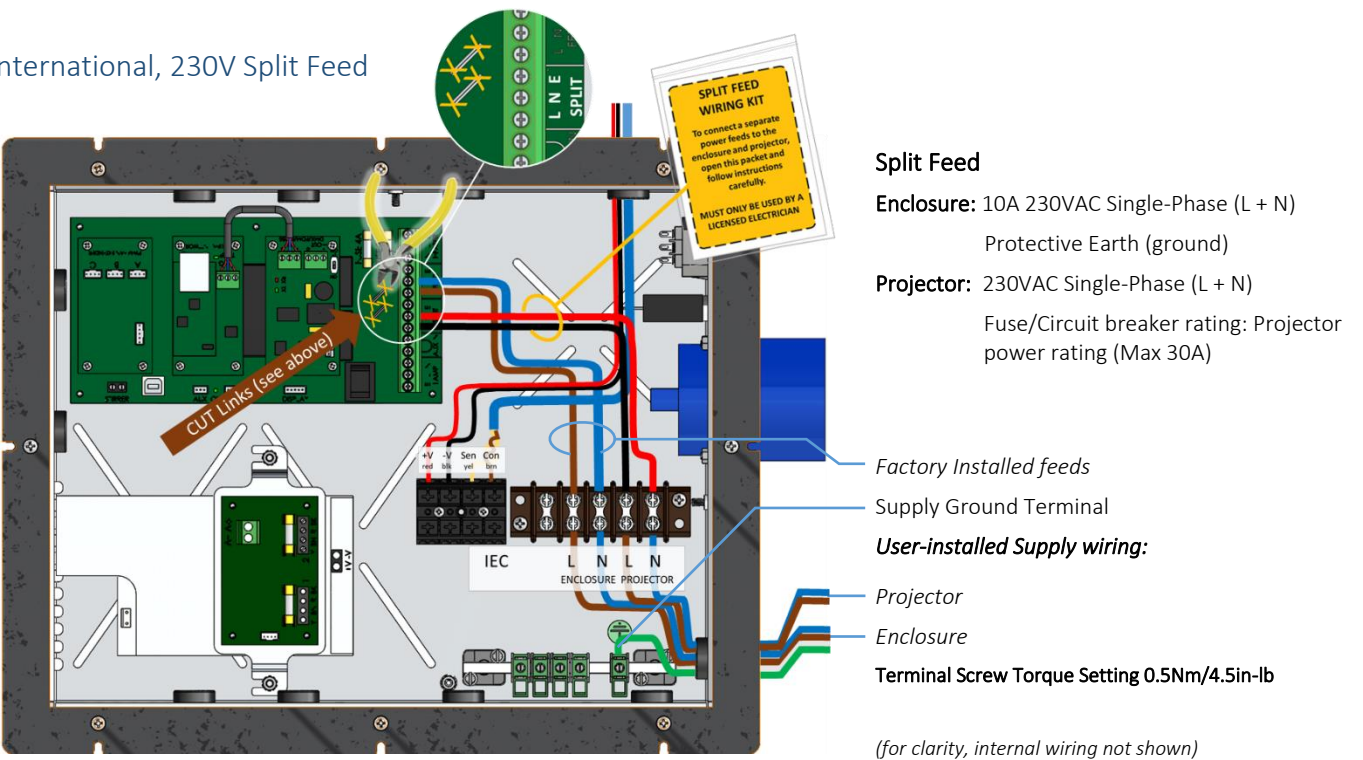 nternational, 230V Split Feed
L N E
SPLIT
SPLIT FEED
WIRING KIT
To connect a separate
power feeds to the
enclosure and projector,
open this packet and
follow instructions
carefully.
MUST ONLY BE USED BY A
LICENSED ELECTRICIAN
CUT Links (see above)
C B A
+V -V Sen Con
red blk yel brn
IEC L N L N
ENCLOSURE PROJECTOR
Split Feed
Enclosure: 10A 230VAC Single-Phase (L + N)
Protective Earth (ground)
Projector: 230VAC Single-Phase (L + N)
Fuse/Circuit breaker rating: Projector
power rating (Max 30A)
Factory Installed feeds
Supply Ground Terminal
User-installed Supply wiring:
Projector
Enclosure
Terminal Screw Torque Setting 0.5Nm/4.5in-lb
(for clarity, internal wiring not shown)